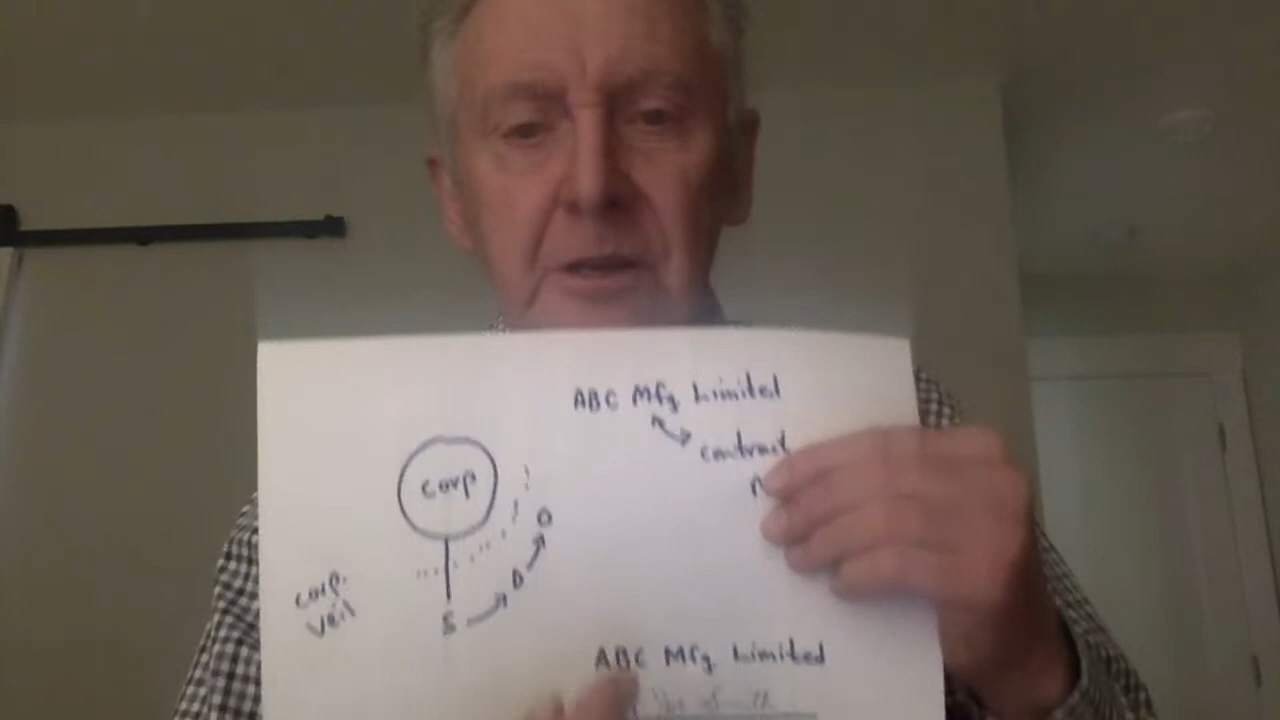 ABC Mfg Limited
contract
corp
O
D
corp.
veil
S
ABC Mfg. Limited